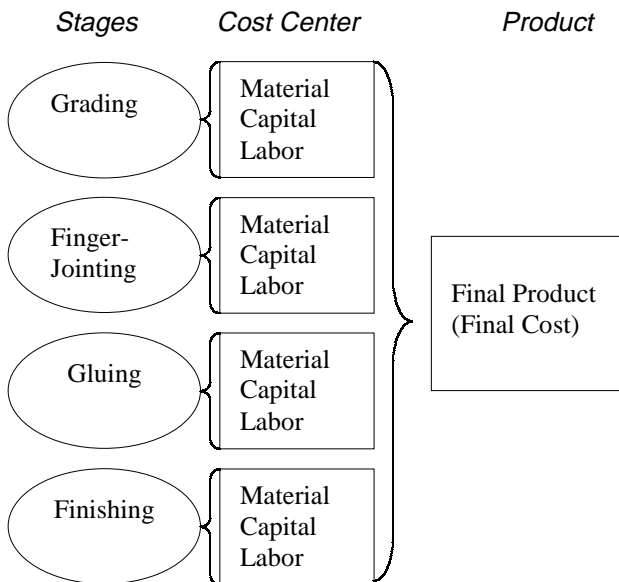 Stages Cost Center Product
Grading
Material
Capital
Labor
Finger-
Jointing
Material
Capital
Labor
Gluing
Material
Capital
Labor
Finishing
Material
Capital
Labor
Final Product
(Final Cost)